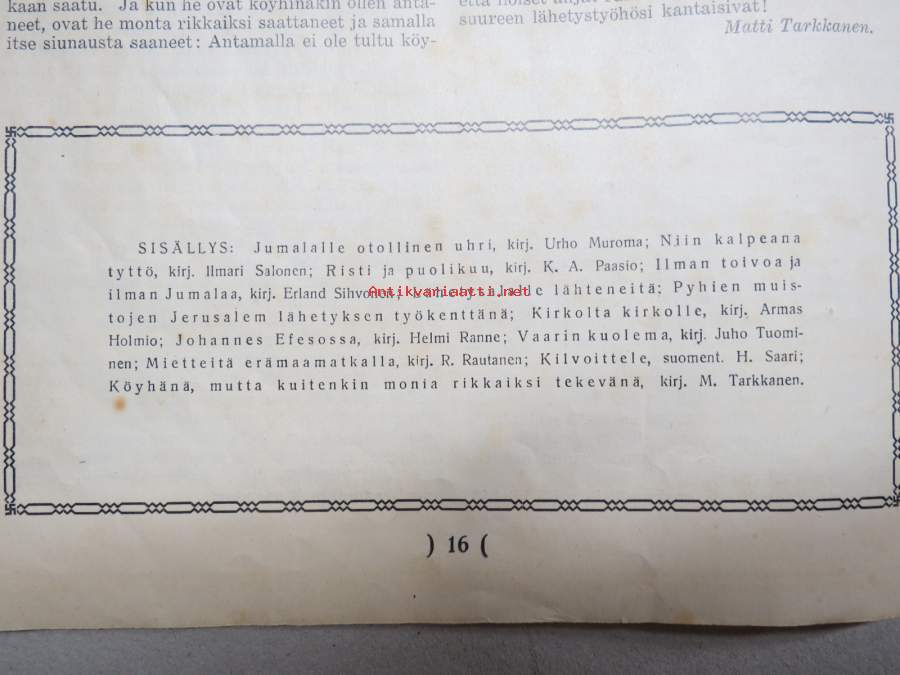 kaan saatu. Ja kun he ovat köyhinäkin ollen anta-
neet, ovat he monta rikkaiksi saattaneet ja samalla
itse siunausta saaneet: Antamalla ei ole tultu köy-
suureen lähetystyöhösi kantaisivat!
Matti Tarkkanen.
SISÄLLYS: Jumalalle otollinen uhri, kirj. Urho Muroma; Niin kalpeana
tyttö, kirj. Ilmari Salonen; Risti ja puolikuu, kirj. K. A. Paasio; Ilman toivoa ja
ilman Jumalaa, kirj. Erland Sihvonen; lähteneitä; Pyhien muis-
Antikvariaatti.net
tojen Jerusalem lähetyksen työkenttänä; Kirkolta kirkolle, kirj. Armas
Holmio; Johannes Efesossa, kirj. Helmi Ranne; Vaarin kuolema, kirj. Juho Tuomi-
nen; Mietteitä erämaamatkalla, kirj. R. Rautanen; Kilvoittele, suoment. H. Saari;
Köyhänä, mutta kuitenkin monia rikkaiksi tekevänä, kirj. M. Tarkkanen.
) 16 (